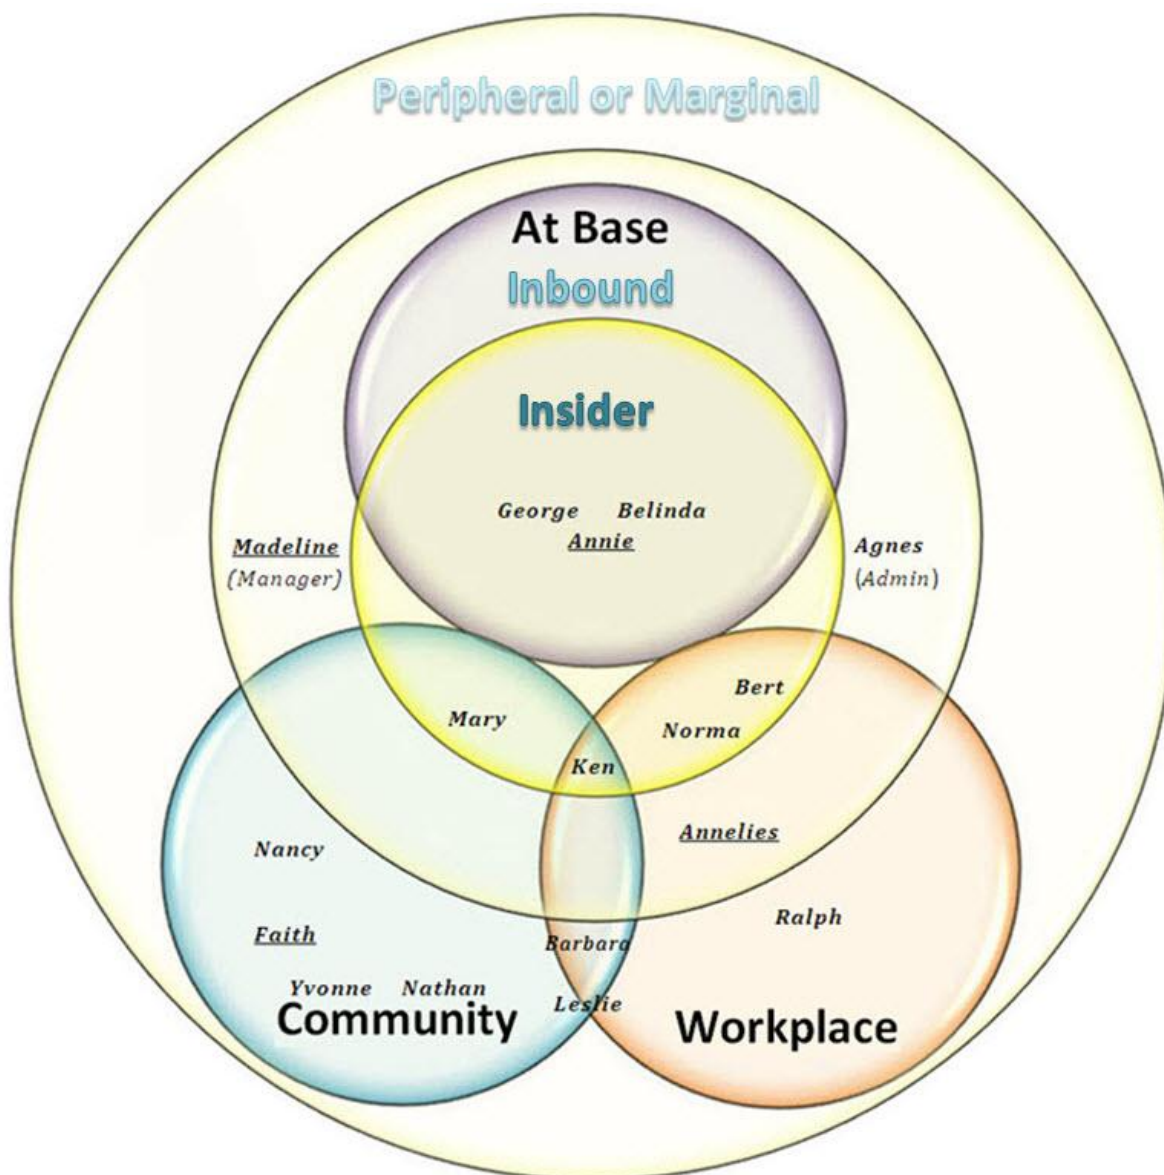 Peripheral or Marginal
At Base
Inbound
Insider
George Belinda
Annie
Madeline
(Manager)
Agnes
(Admin)
Bert
Mary
Norma
Ken
Annelies
Nancy
Ralph
Faith
Barbara
Yvonne Nathan
Leslie
Community
Workplace